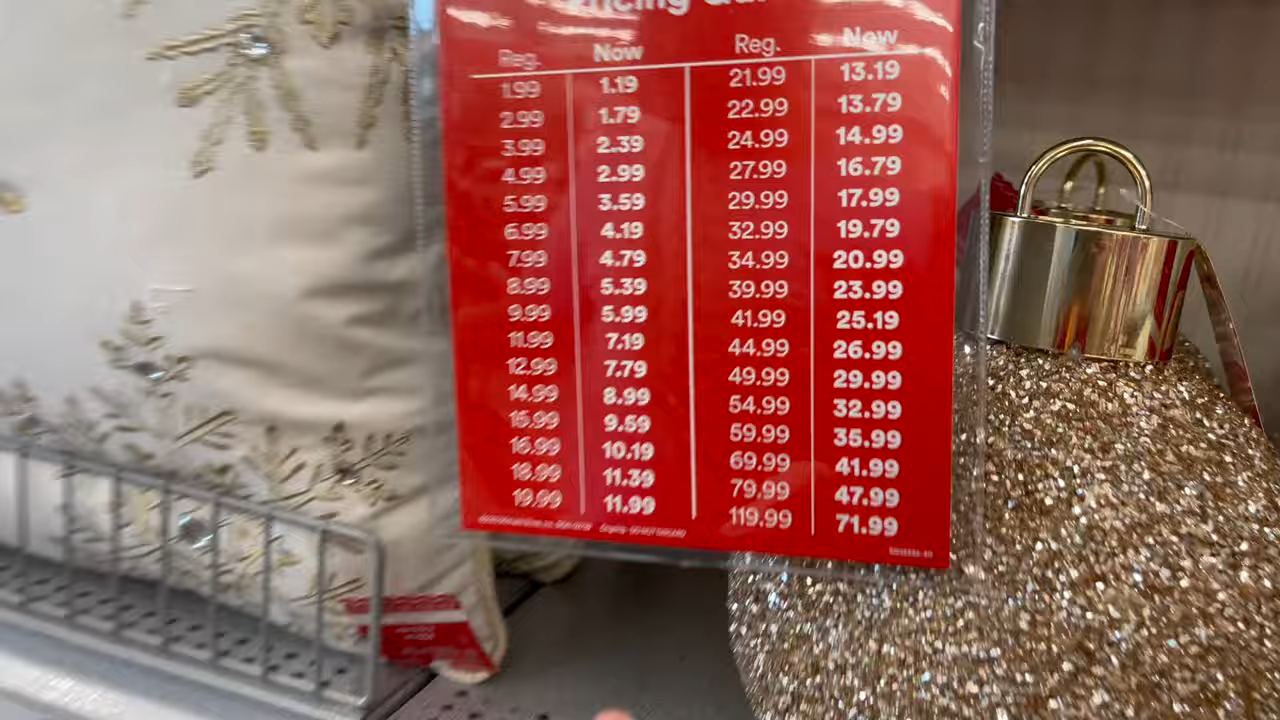 Pricing
Reg. Now Reg. Now
1.99 1.19 21.99 13.19
2.99 1.79 22.99 13.79
3.99 2.39 24.99 14.99
4.99 2.99 27.99 16.79
5.99 3.59 29.99 17.99
6.99 4.19 32.99 19.79
7.99 4.79 34.99 20.99
8.99 5.39 39.99 23.99
9.99 5.99 41.99 25.19
11.99 7.19 44.99 26.99
12.99 7.79 49.99 29.99
14.99 8.99 54.99 32.99
15.99 9.59 59.99 35.99
16.99 10.19 69.99 41.99
18.99 11.39 79.99 47.99
19.99 11.99 119.99 71.99